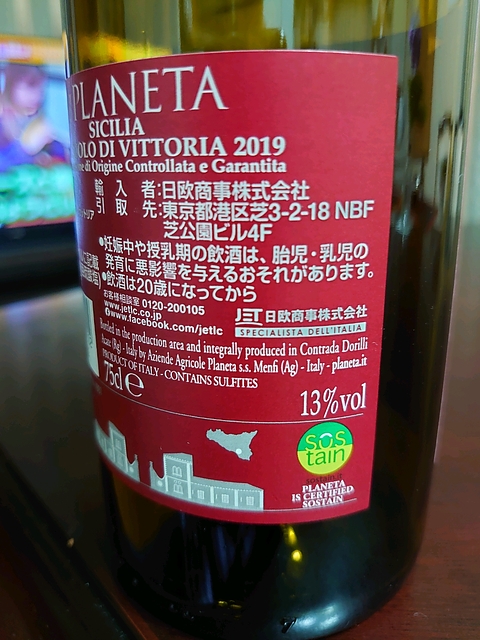 PLANETA
SICILIA
OLO DI VITTORIA 2019
di Origine Controllata e Garantita
輸入者:日欧商事株式会社
引取先:東京都港区芝3-2-18 NBF
芝公園ビル4F
•妊娠中や授乳期の飲酒は、胎児・乳児の
発育に悪影響を与えるおそれがあります。
•飲酒は20歳になってから
お客様相談室 0120-200105
www.jetlc.co.jp
www.facebook.com/jetlc
JET 日欧商事株式会社
SPECIALISTA DELL'ITALIA
Bottled in the production area and integrally produced in Contrada Dorilli
Acate (Rg) - Italy by Aziende Agricole Planeta s.s. Menfi (Ag) - Italy - planeta.it
PRODUCT OF ITALY - CONTAINS SULFITES
75cl e
13%vol
SOS
tain
PLANETA
IS CERTIFIED
SOSTAIN